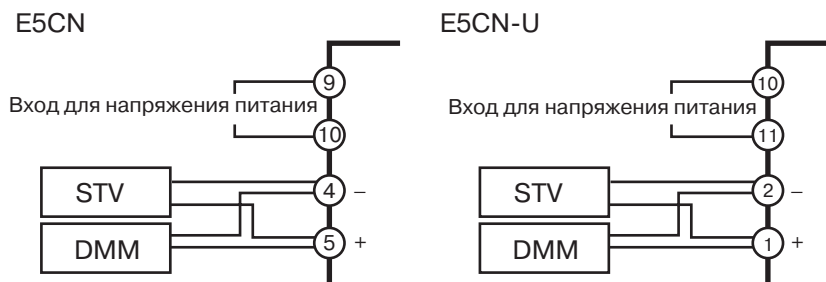 E5CN
9
Вход для напряжения питания
10
STV
4 –
DMM
5 +
E5CN-U
10
Вход для напряжения питания
11
STV
2 –
DMM
1 +